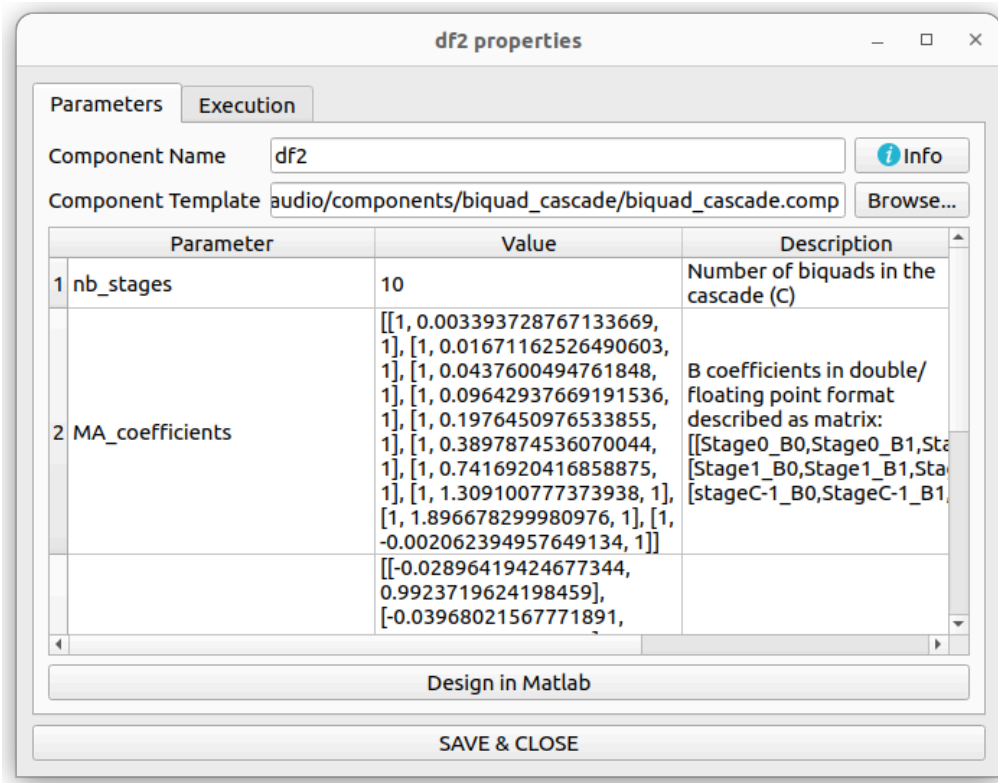 df2 properties
Parameters
Execution
Component Name
df2
Info
Component Template
audio/components/biquad_cascade/biquad_cascade.comp
Browse...
Parameter
Value
Description
1
nb_stages
10
Number of biquads in the
cascade (C)
2
MA_coefficients
[[1, 0.003393728767133669,
1], [1, 0.01671162526490603,
1], [1, 0.0437600494761848,
1], [1, 0.096429376691915​36,
1], [1, 0.1976450976533855,
1], [1, 0.3897874536070044,
1], [1, 0.7416920416858875,
1], [1, 1.309100777373938, 1],
[1, 1.896678299980976, 1], [1,
-0.002062394957649134, 1]]
B coefficients in double/
floating point format
described as matrix:
[[Stage0_B0,Stage0_B1,Sta
[Stage1_B0,Stage1_B1,Sta
[stageC-1_B0,StageC-1_B1,
[[-0.02896419424677344,
0.9923719624198459],
[-0.03968021567771891,
Design in Matlab
SAVE & CLOSE